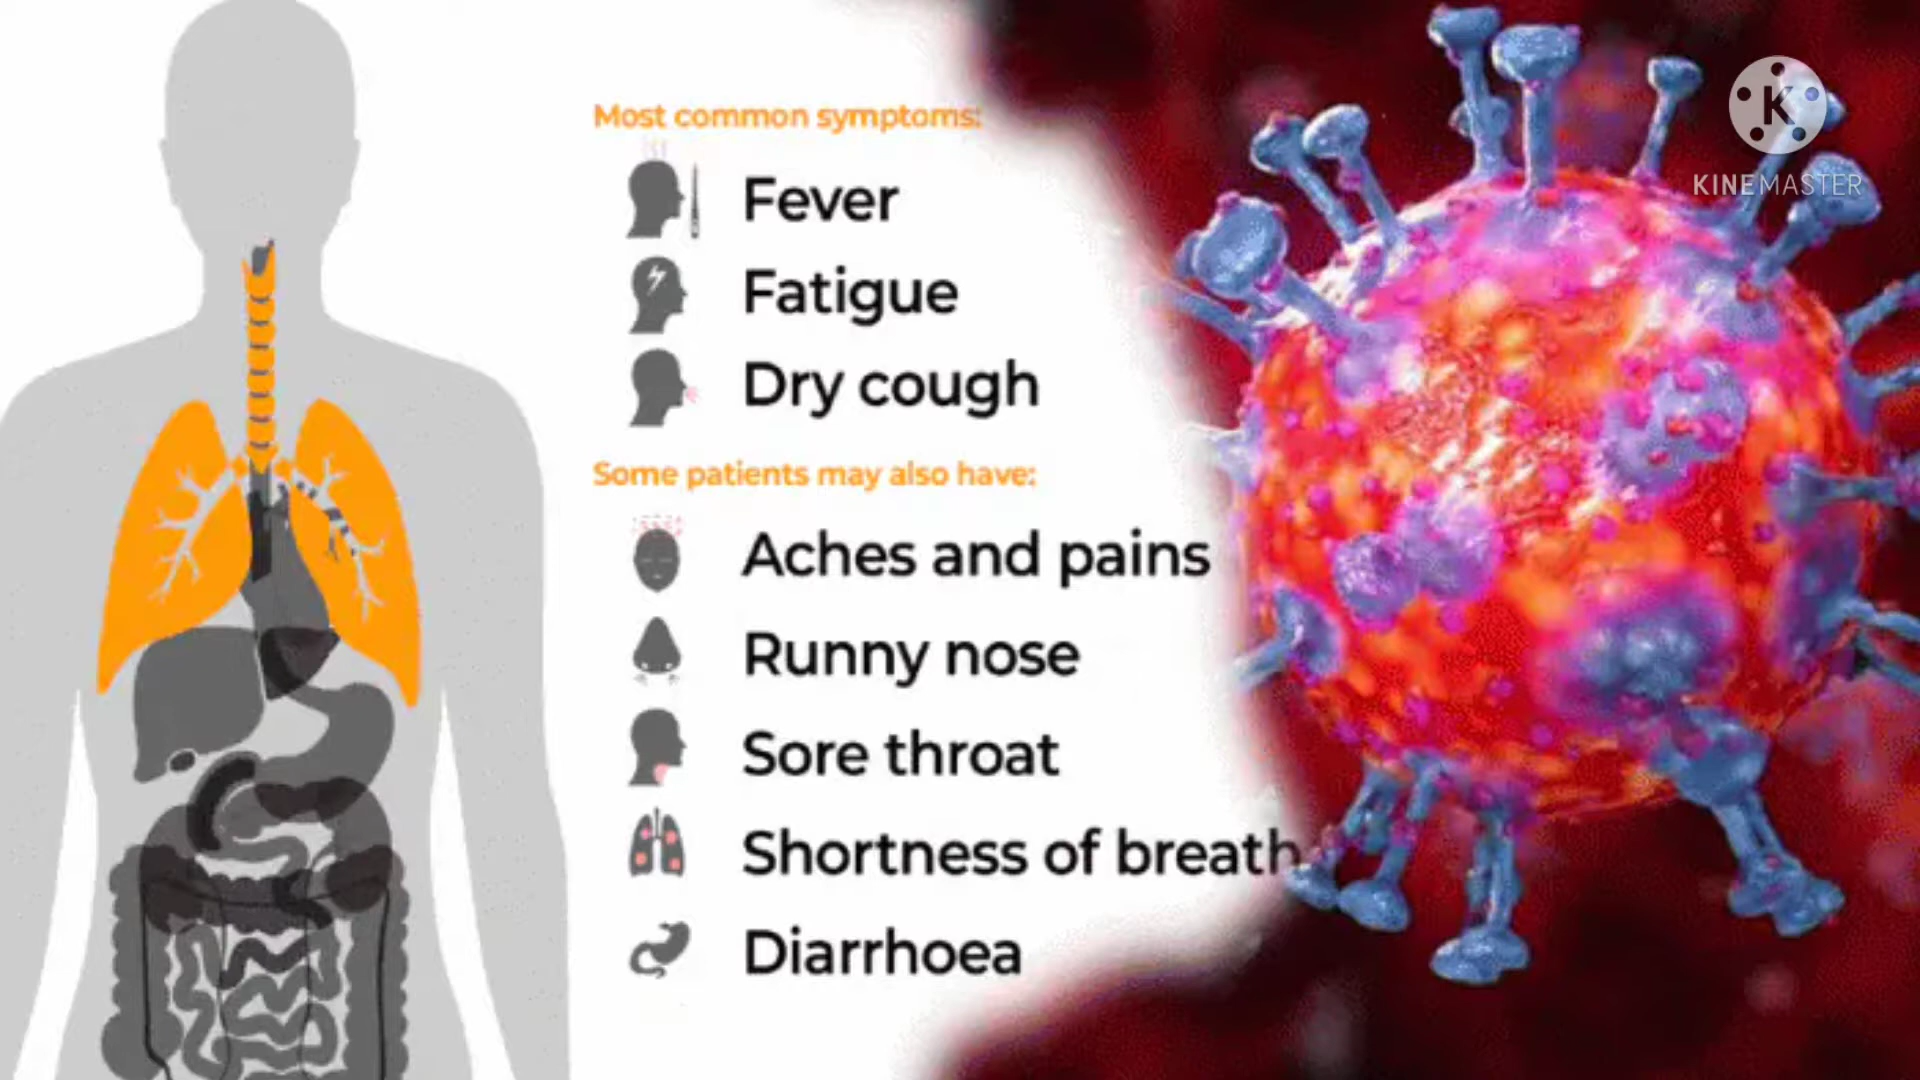 Most common symptoms:
Fever
Fatigue
Dry cough
Some patients may also have:
Aches and pains
Runny nose
Sore throat
Shortness of breath
Diarrhoea
K
KINEMASTER